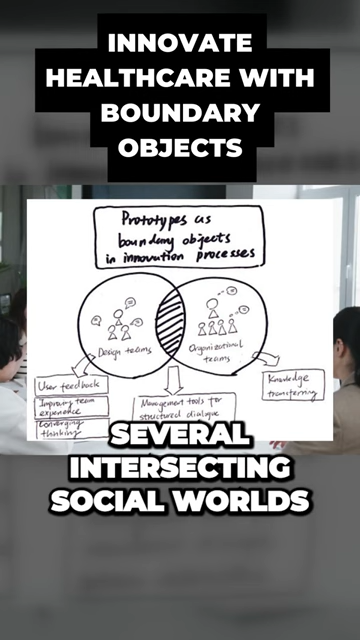 INNOVATE
HEALTHCARE WITH
BOUNDARY
OBJECTS
Prototypes as
boundary objects
in innovation processes
Design teams
Organizational
teams
User feedback
Improving team
experience
Converging
thinking
Management tools for
structured dialogue
Knowledge
transferring
SEVERAL
INTERSECTING
SOCIAL WORLDS